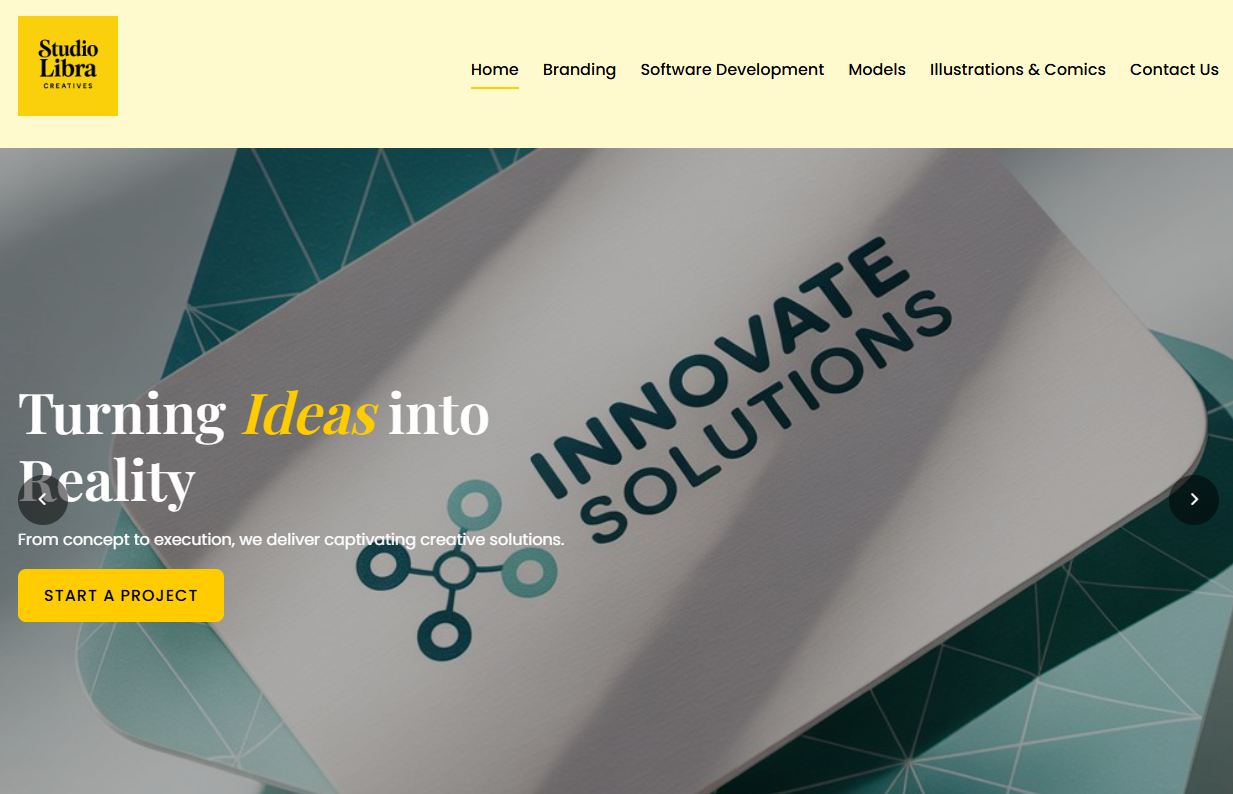 Studio
Libra
CREATIVES
Home Branding Software Development Models Illustrations & Comics Contact Us
INNOVATE
SOLUTIONS
Turning Ideas into
Reality
From concept to execution, we deliver captivating creative solutions.
START A PROJECT